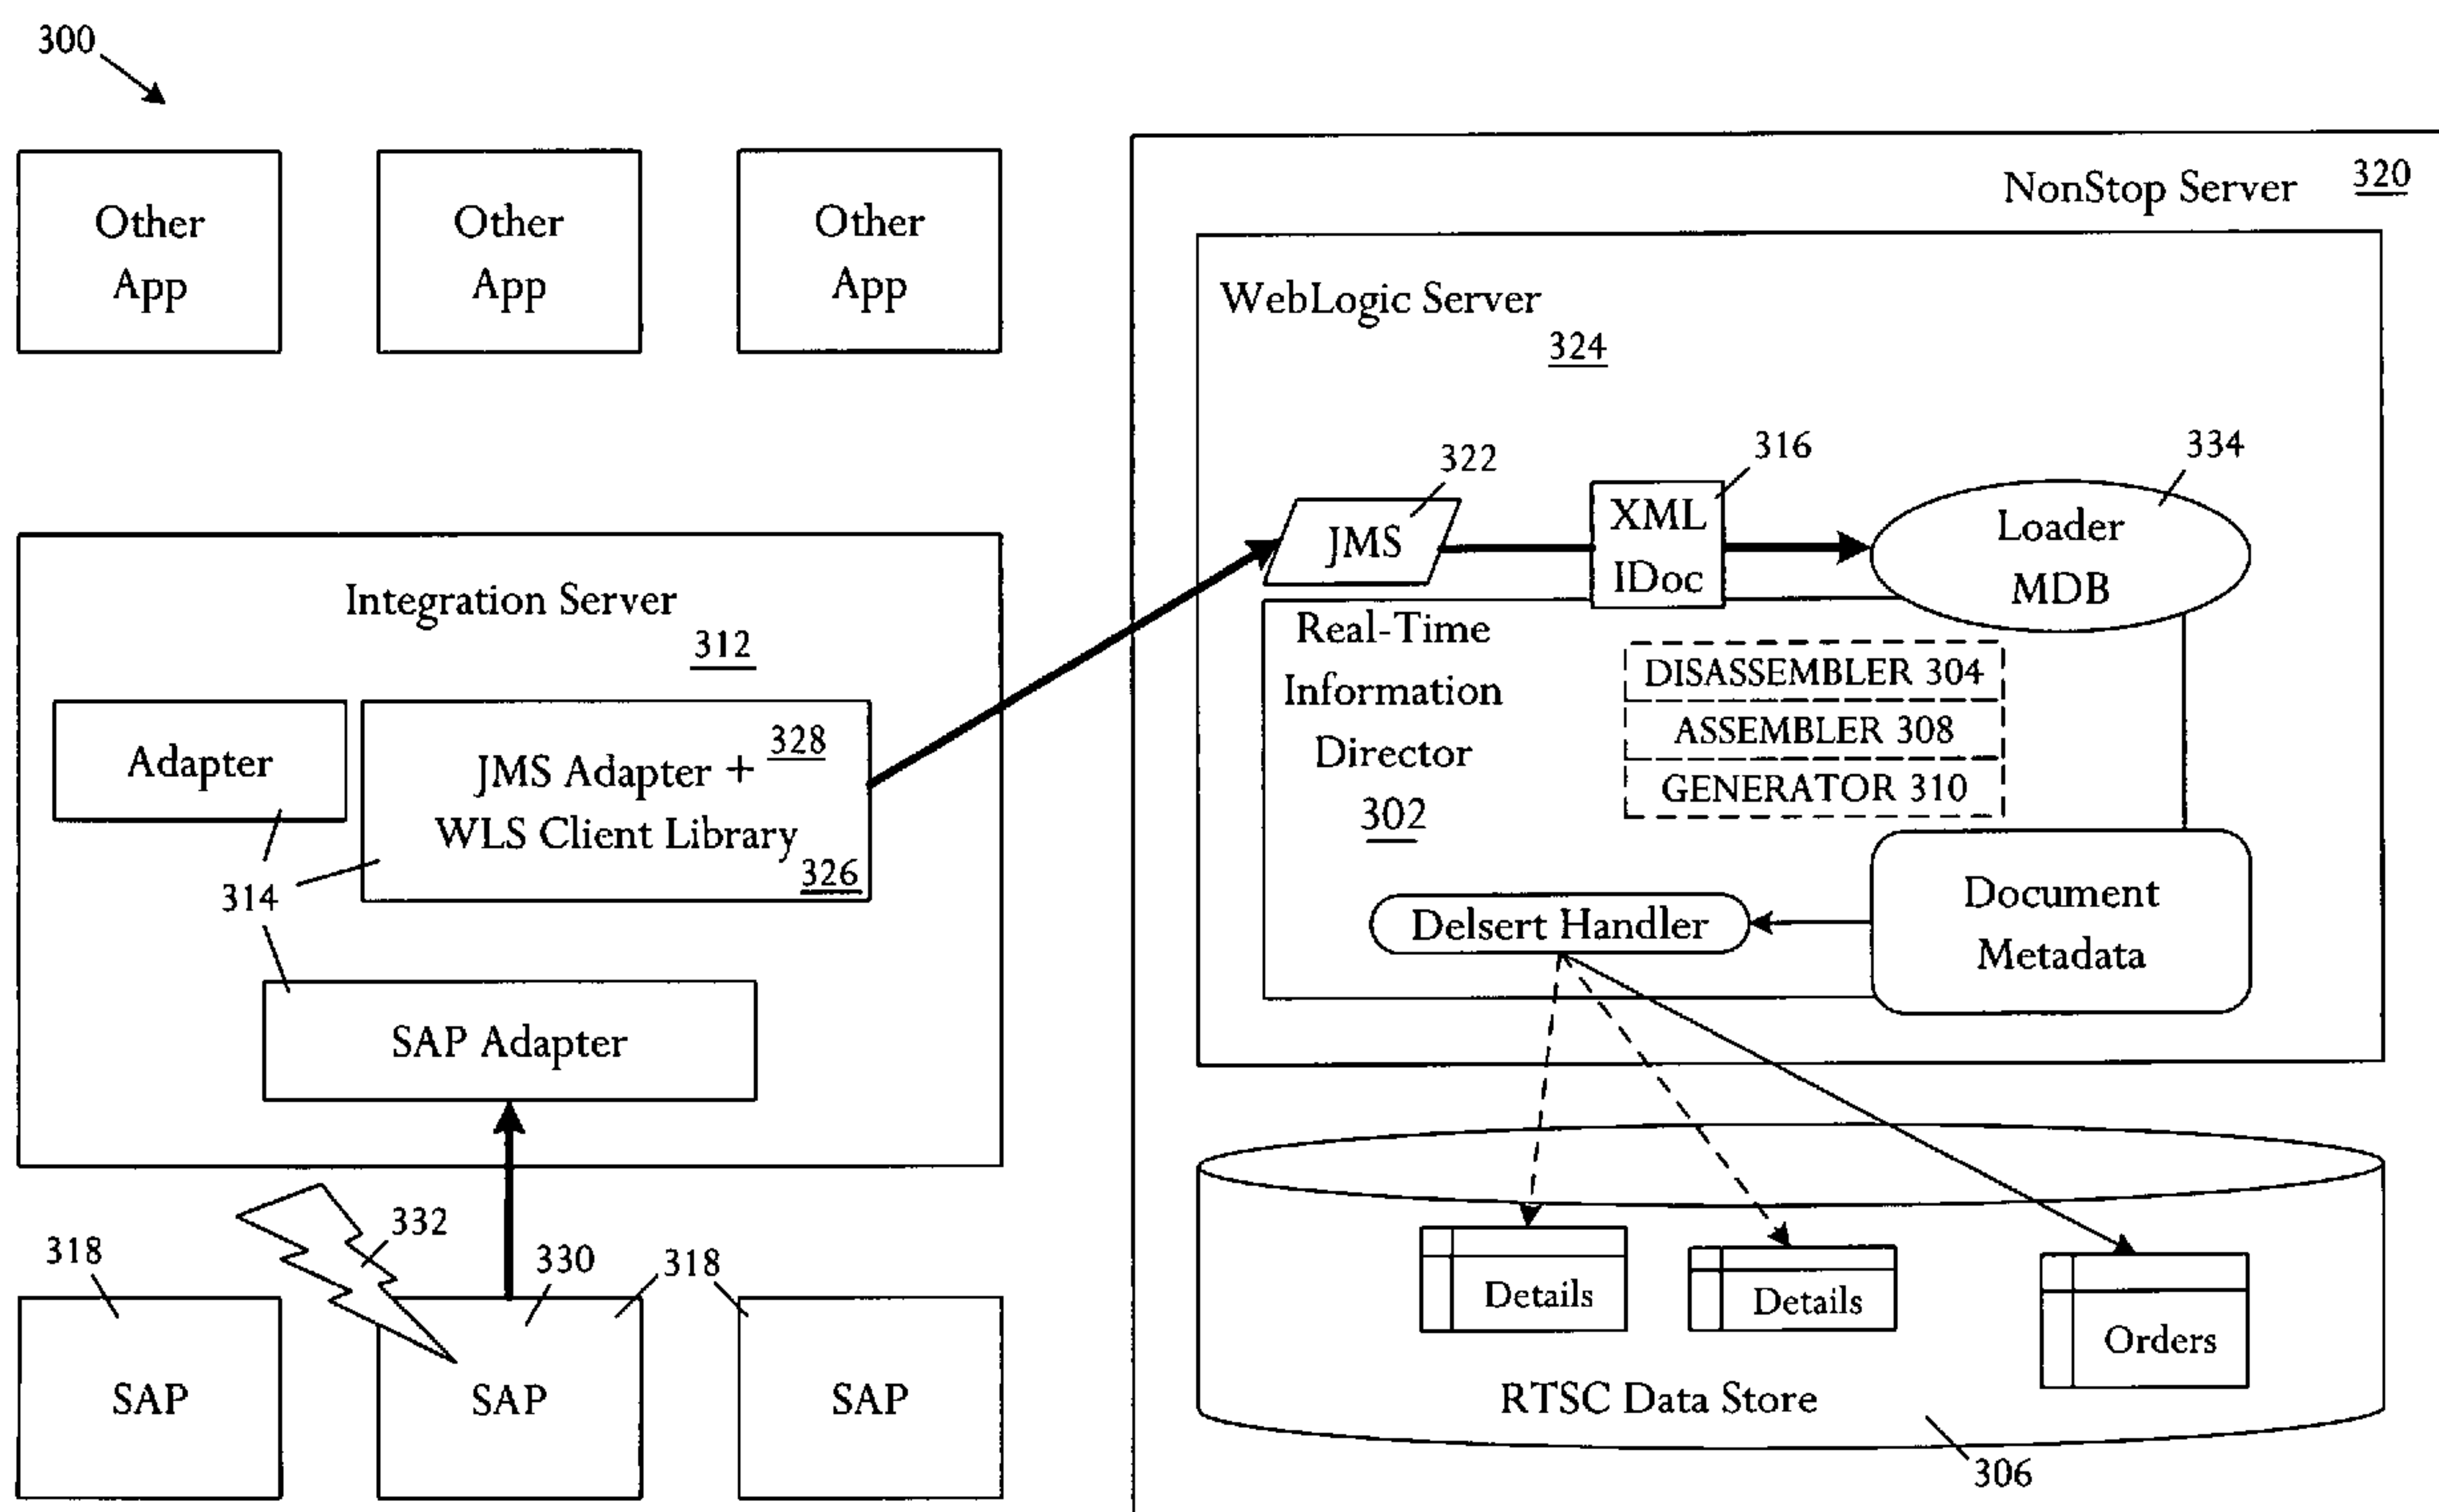 300
Other
App
Other
App
Other
App
NonStop Server 320
WebLogic Server
324
322
316
334
JMS
XML
IDoc
Loader
MDB
Integration Server
312
Real-Time
Information
Director
302
DISASSEMBLER 304
ASSEMBLER 308
GENERATOR 310
Adapter
328
JMS Adapter +
WLS Client Library
326
314
Delsert Handler
Document
Metadata
SAP Adapter
332
318
330
318
SAP
SAP
SAP
Details
Details
Orders
RTSC Data Store
306